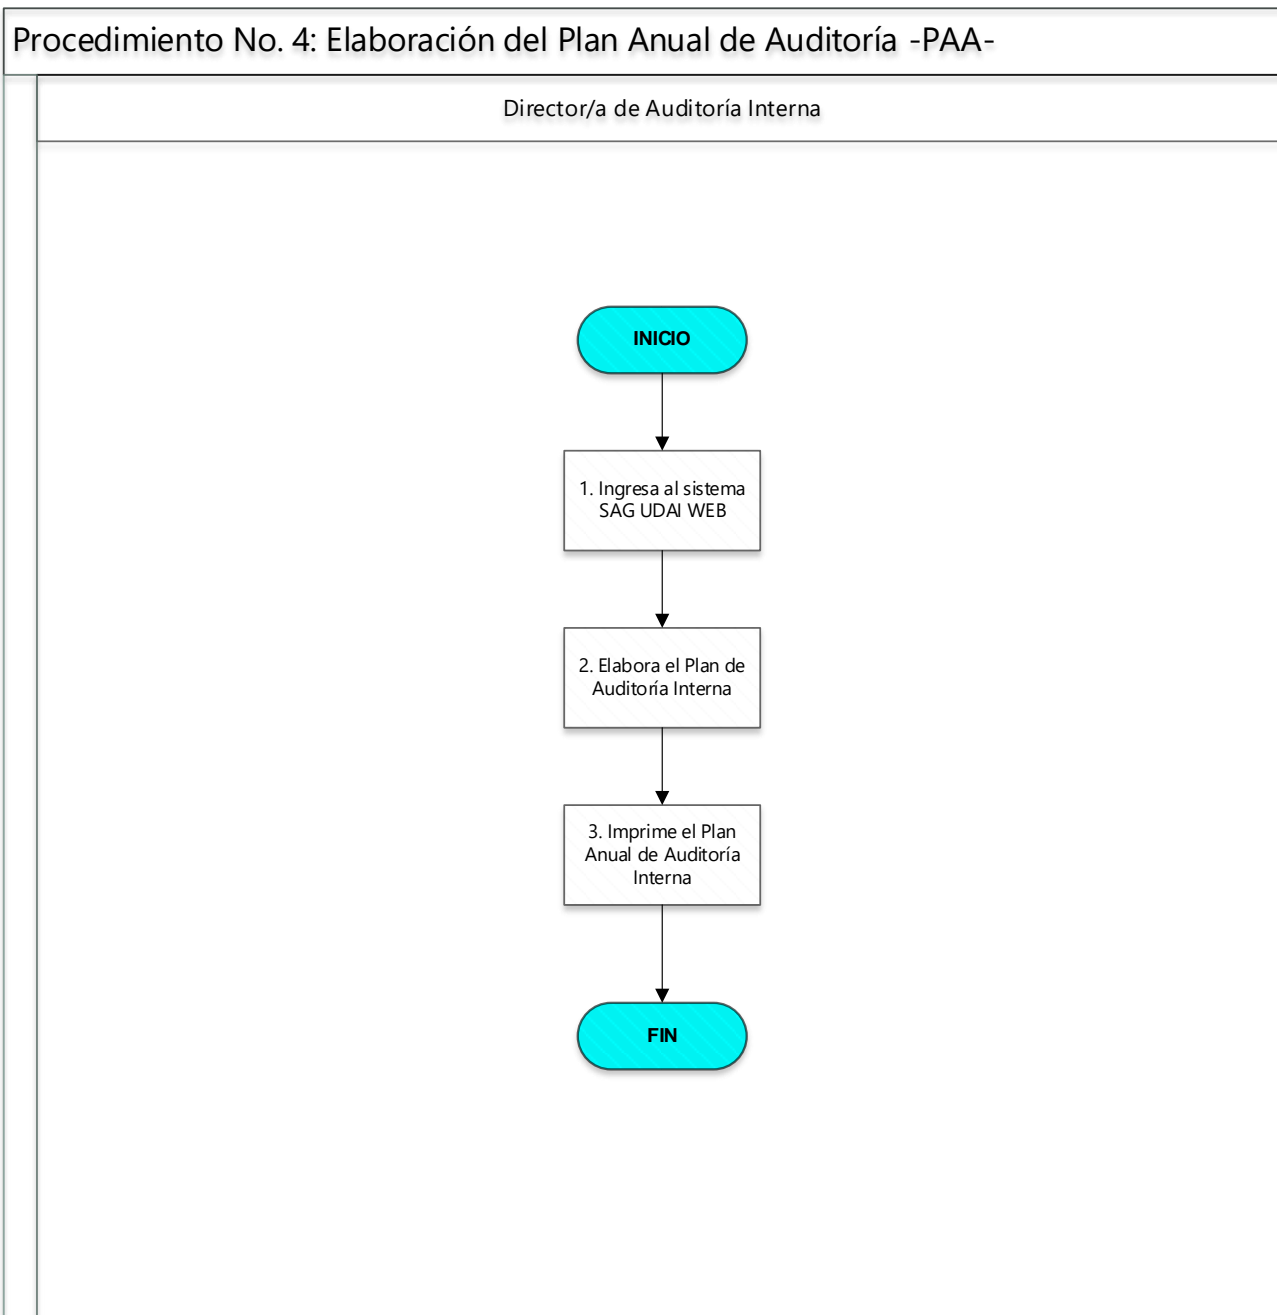 Procedimiento No. 4: Elaboración del Plan Anual de Auditoría -PAA-
Director/a de Auditoría Interna
INICIO
1. Ingresa al sistema
SAG UDAI WEB
2. Elabora el Plan de
Auditoría Interna
3. Imprime el Plan
Anual de Auditoría
Interna
FIN